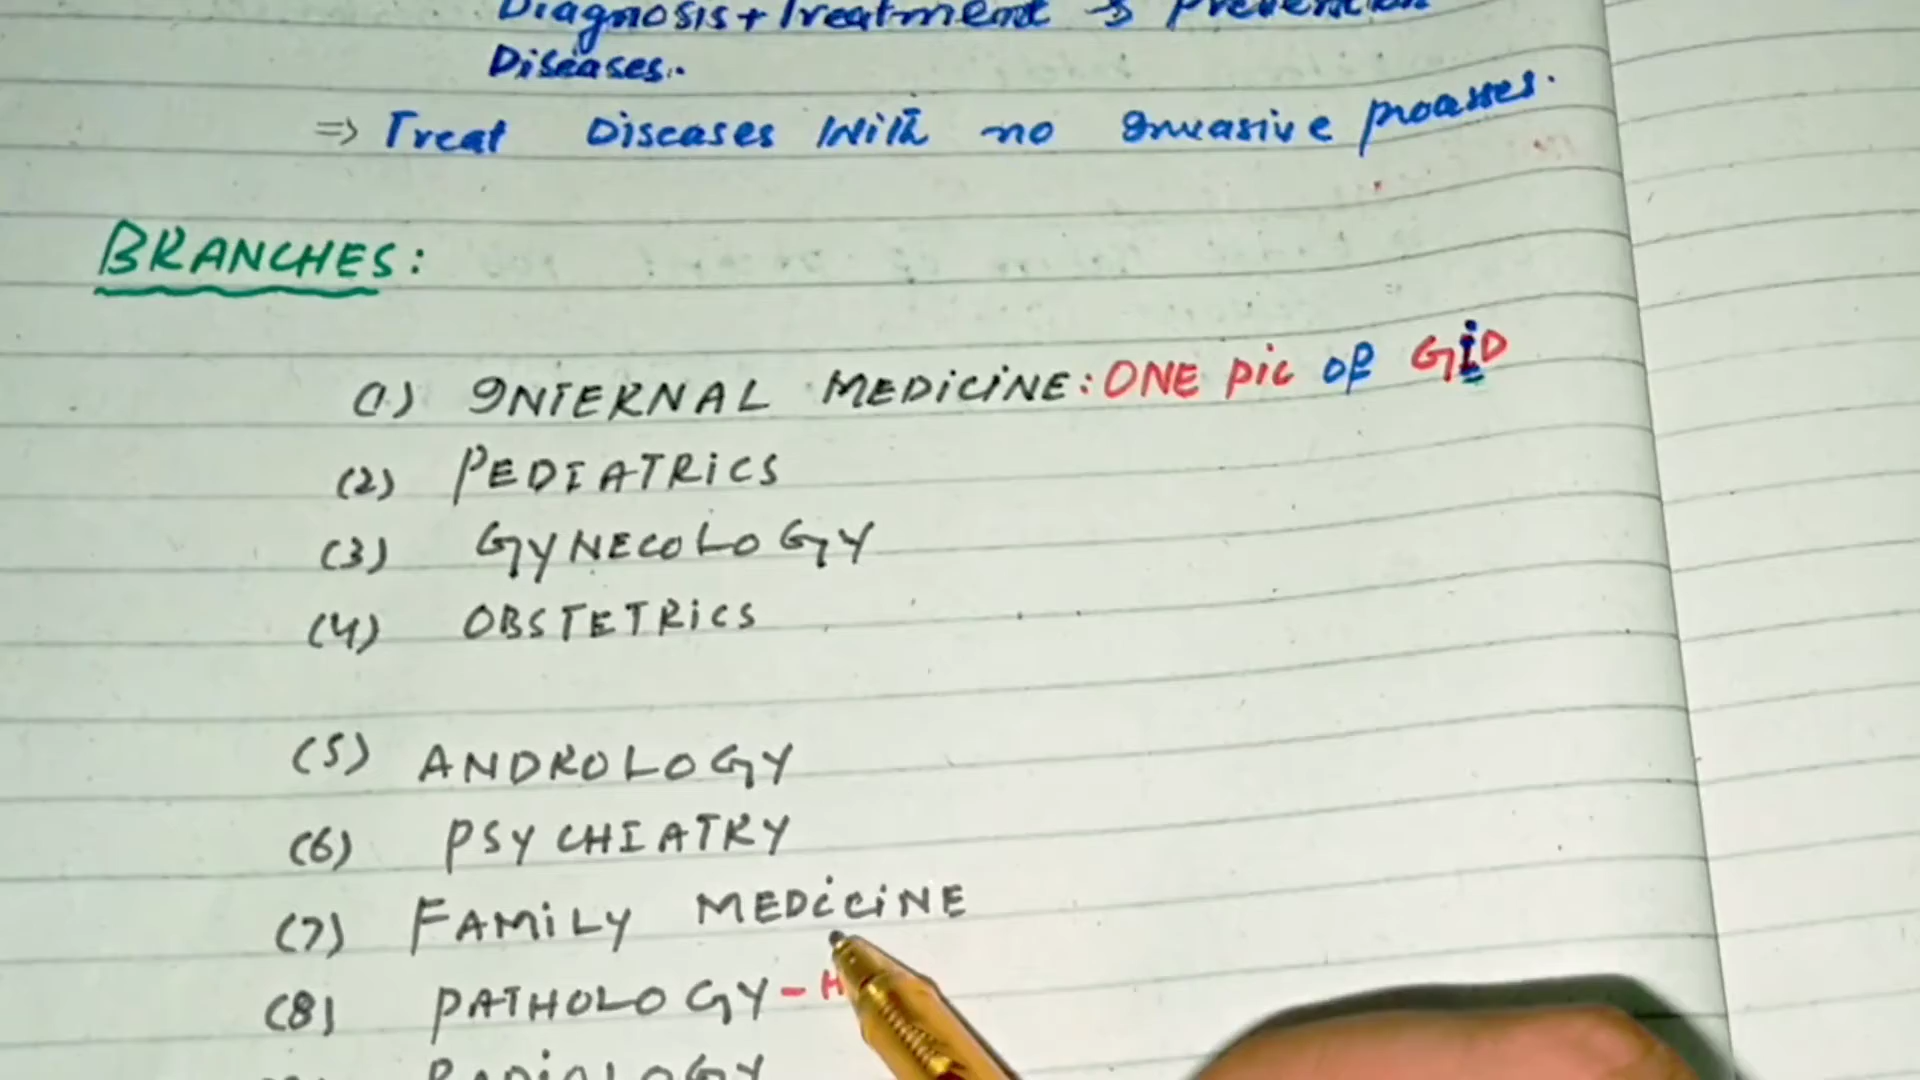 Diagnosis + Treatment & Prevention
Diseases.
⇒ Treat Diseases With no Invasive processes.
BRANCHES:
(1) INTERNAL MEDICINE: ONE PIC OF GID
(2) PEDIATRICS
(3) GYNECOLOGY
(4) OBSTETRICS
(5) ANDROLOGY
(6) PSYCHIATRY
(7) FAMILY MEDICINE
(8) PATHOLOGY - H
RADIOLOGY